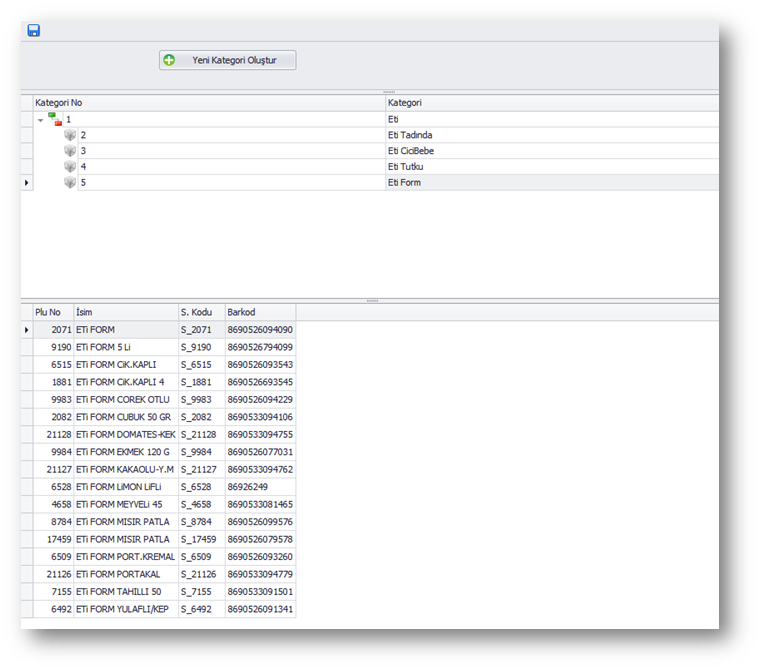 Yeni Kategori Oluştur
Kategori No Kategori
1 Eti
2 Eti Tadında
3 Eti CiciBebe
4 Eti Tutku
5 Eti Form
Plu No İsim S. Kodu Barkod
2071 ETi FORM S_2071 8690526094090
9190 ETi FORM 5 Li S_9190 8690526794099
6515 ETi FORM CiK.KAPLI S_6515 8690526093543
1881 ETi FORM CiK.KAPLI 4 S_1881 8690526693545
9983 ETi FORM COREK OTLU S_9983 8690526094229
2082 ETi FORM CUBUK 50 GR S_2082 8690533094106
21128 ETi FORM DOMATES-KEK S_21128 8690533094755
9984 ETi FORM EKMEK 120 G S_9984 8690526077031
21127 ETi FORM KAKAOLU-Y.M S_21127 8690533094762
6528 ETi FORM LiMON LiFLi S_6528 86926249
4658 ETi FORM MEYVELi 45 S_4658 8690533081465
8784 ETi FORM MISIR PATLA S_8784 8690526099576
17459 ETi FORM MISIR PATLA S_17459 8690526079578
6509 ETi FORM PORT.KREMAL S_6509 8690526093260
21126 ETi FORM PORTAKAL S_21126 8690533094779
7155 ETi FORM TAHILLI 50 S_7155 8690533091501
6492 ETi FORM YULAFLI/KEP S_6492 8690526091341